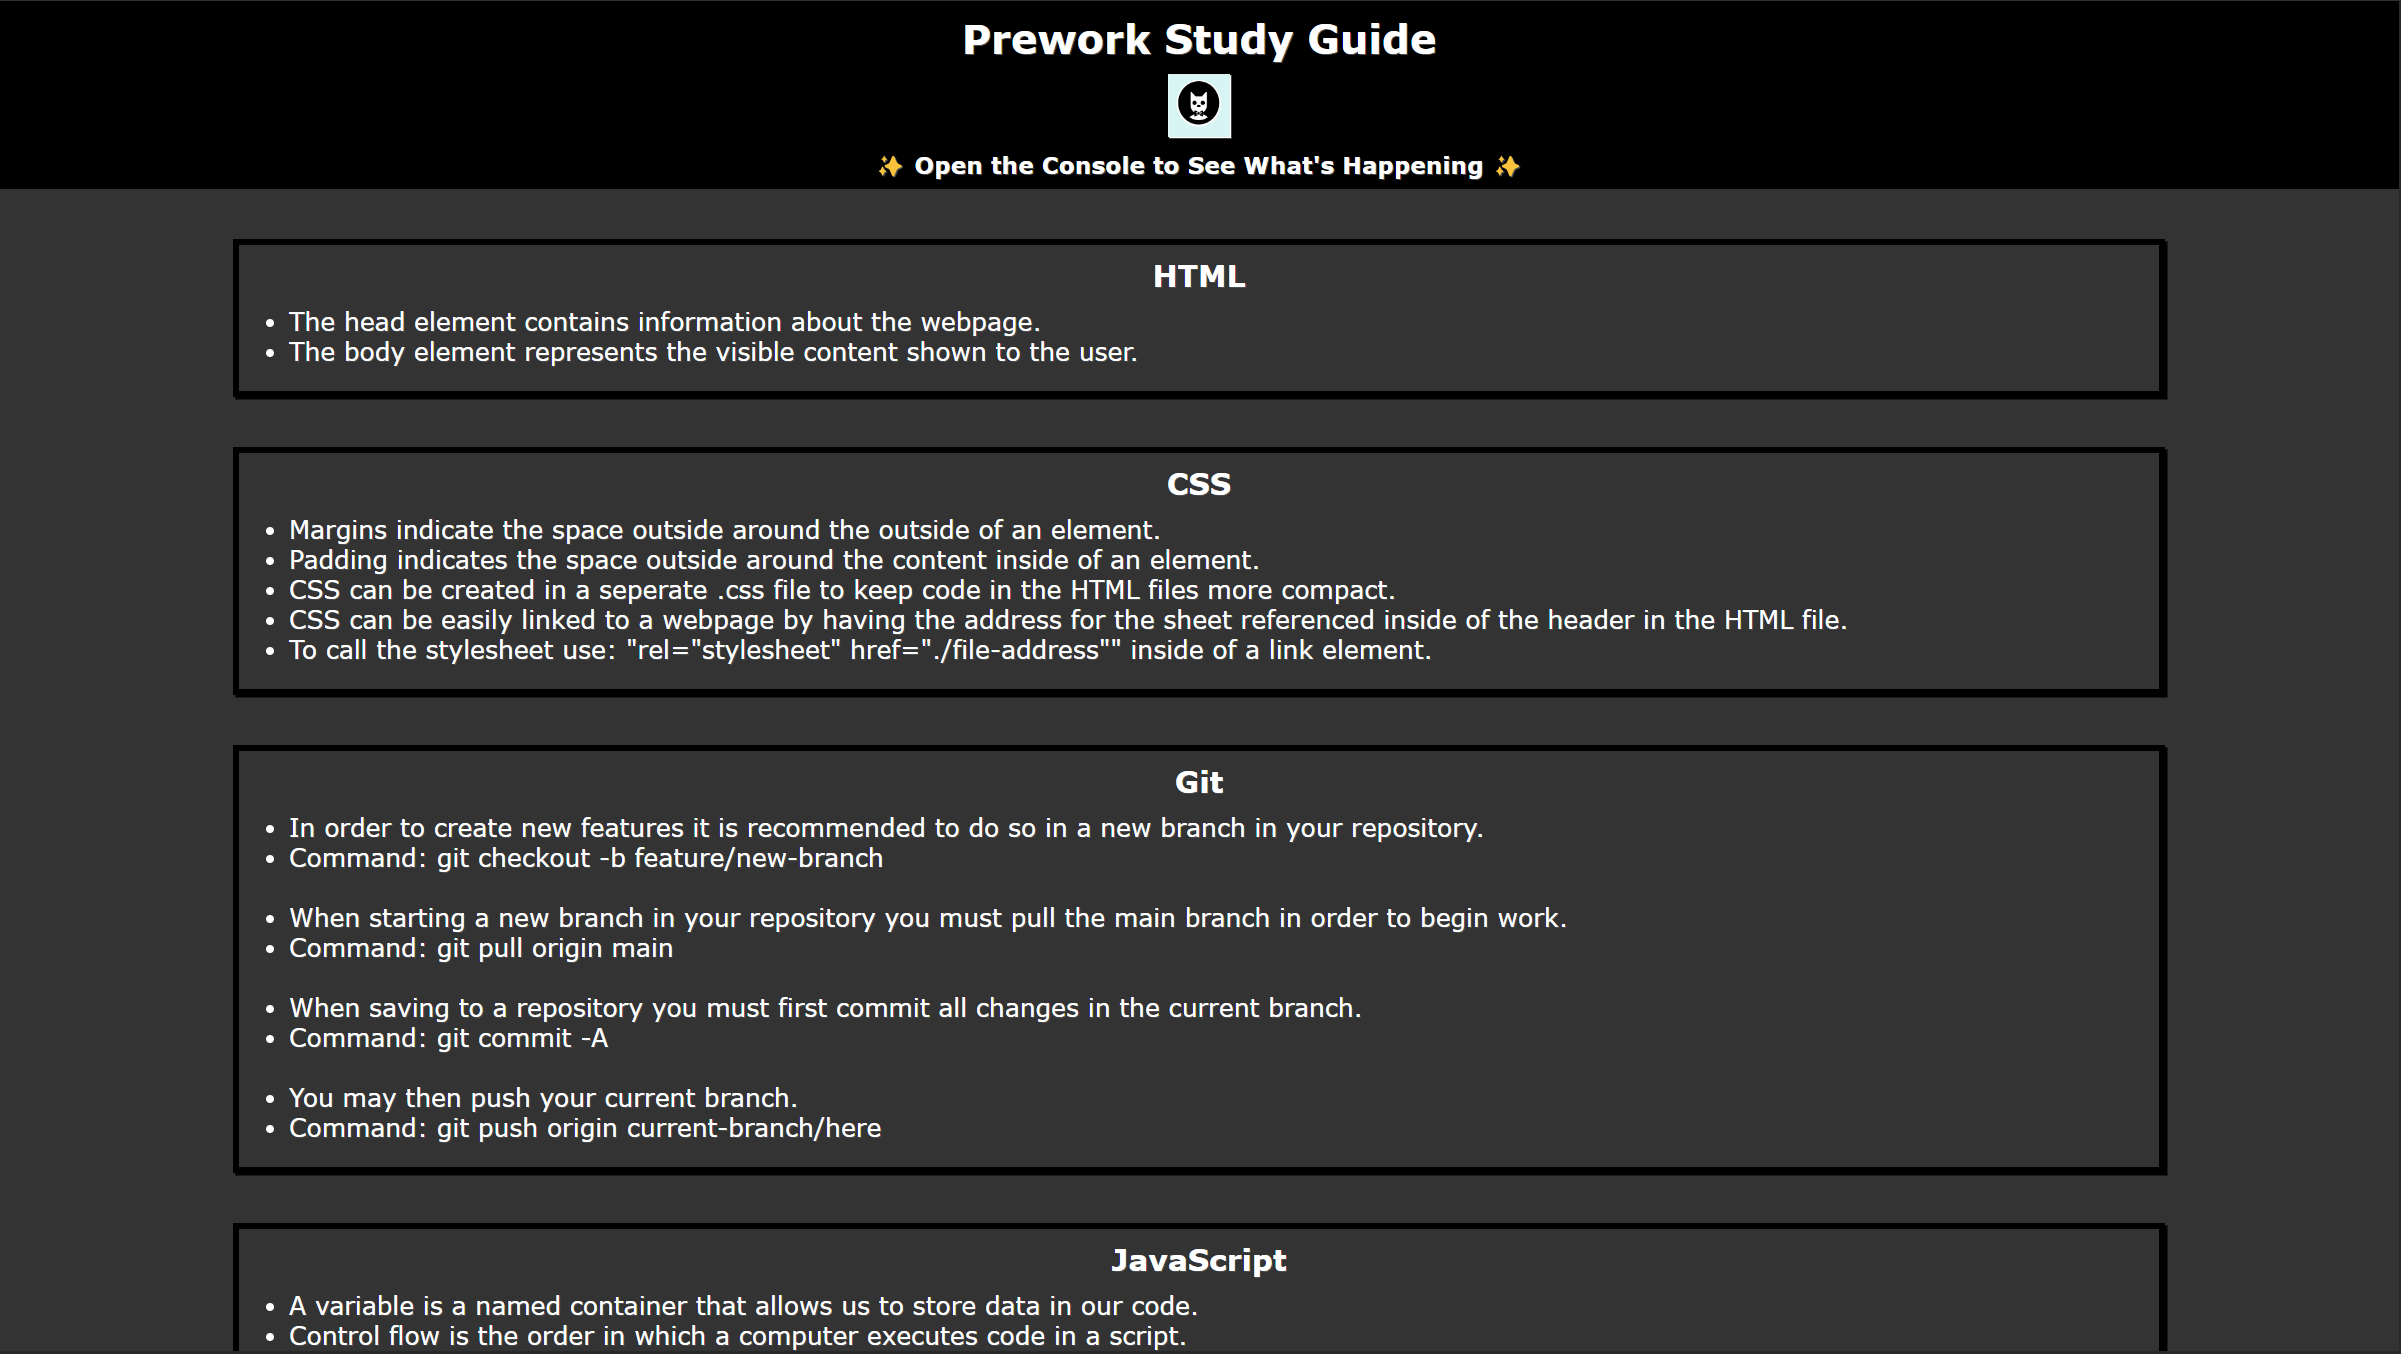 Prework Study Guide
✨ Open the Console to See What's Happening ✨
HTML
• The head element contains information about the webpage.
• The body element represents the visible content shown to the user.
CSS
• Margins indicate the space outside around the outside of an element.
• Padding indicates the space outside around the content inside of an element.
• CSS can be created in a seperate .css file to keep code in the HTML files more compact.
• CSS can be easily linked to a webpage by having the address for the sheet referenced inside of the header in the HTML file.
• To call the stylesheet use: "rel="stylesheet" href="./file-address"" inside of a link element.
Git
• In order to create new features it is recommended to do so in a new branch in your repository.
• Command: git checkout -b feature/new-branch
• When starting a new branch in your repository you must pull the main branch in order to begin work.
• Command: git pull origin main
• When saving to a repository you must first commit all changes in the current branch.
• Command: git commit -A
• You may then push your current branch.
• Command: git push origin current-branch/here
JavaScript
• A variable is a named container that allows us to store data in our code.
• Control flow is the order in which a computer executes code in a script.